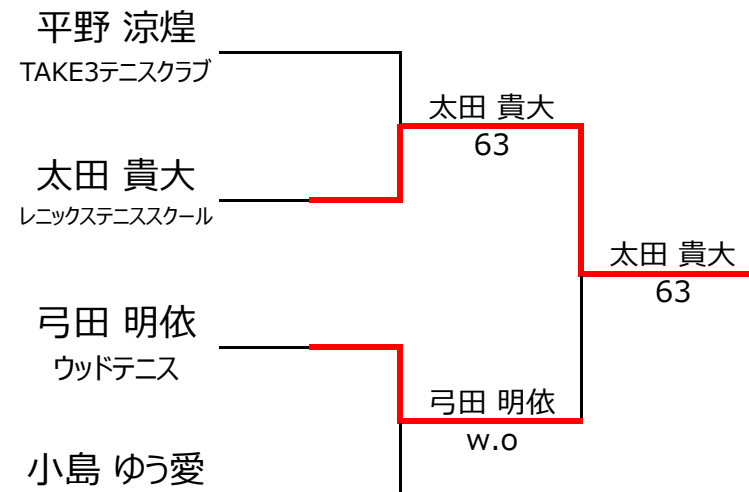 平野 涼煌
TAKE3テニスクラブ
太田 貴大
63
太田 貴大
レニックステニススクール
太田 貴大
63
弓田 明依
ウッドテニス
弓田 明依
w.o
小島 ゆう愛